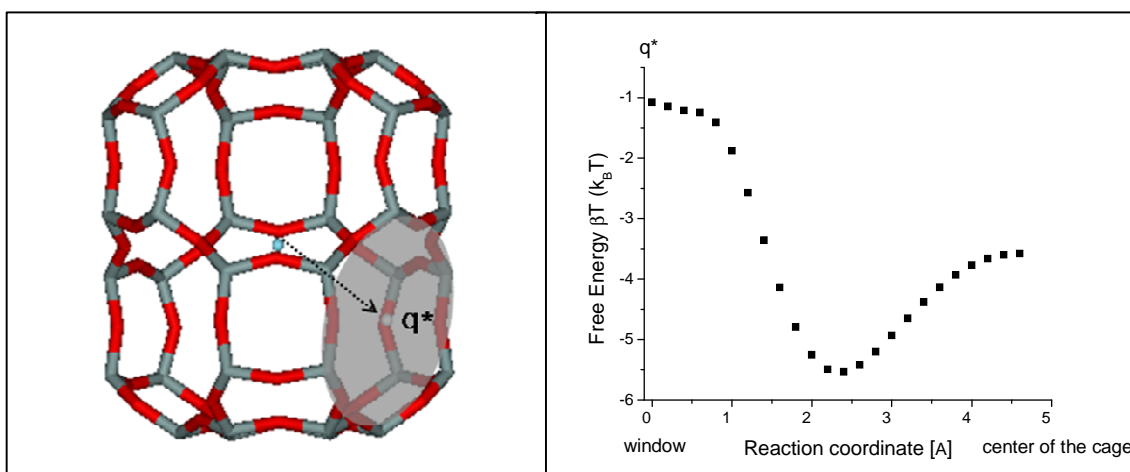 q*
q*
-1
-2
-3
-4
-5
-6
0
1
2
3
4
5
Free Energy βT (k_BT)
window
Reaction coordinate [A]
center of the cage